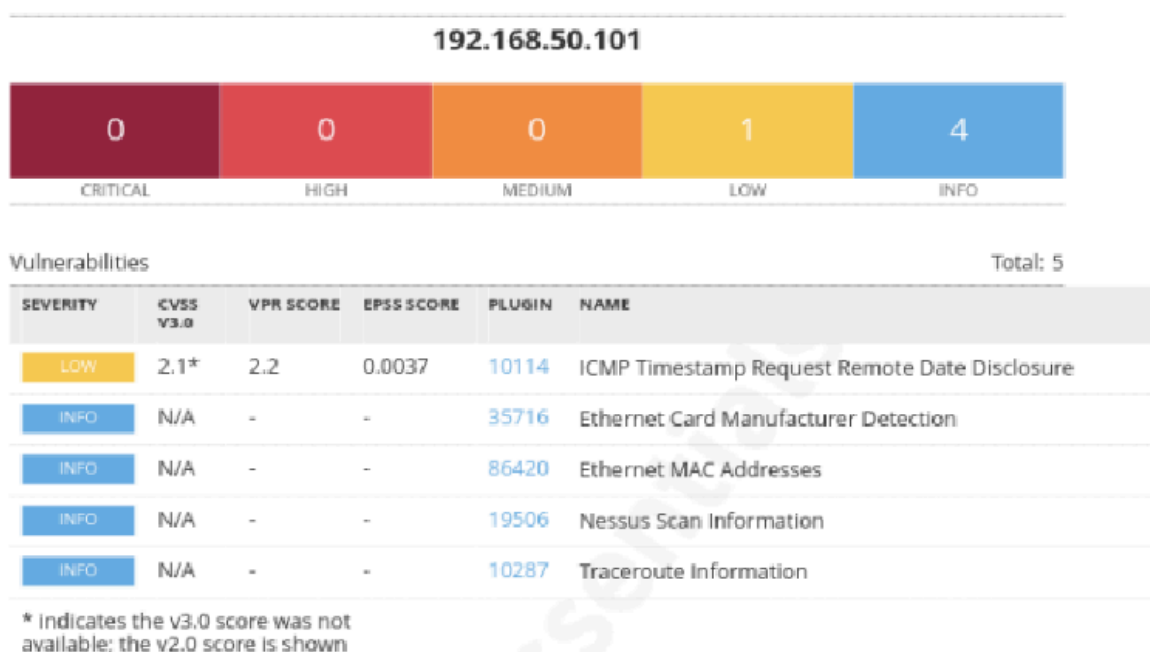 192.168.50.101
0 0 0 1 4
CRITICAL HIGH MEDIUM LOW INFO
Vulnerabilities Total: 5
SEVERITY CVSS V3.0 VPR SCORE EPSS SCORE PLUGIN NAME
LOW 2.1* 2.2 0.0037 10114 ICMP Timestamp Request Remote Date Disclosure
INFO N/A - - 35716 Ethernet Card Manufacturer Detection
INFO N/A - - 86420 Ethernet MAC Addresses
INFO N/A - - 19506 Nessus Scan Information
INFO N/A - - 10287 Traceroute Information
* indicates the v3.0 score was not
available; the v2.0 score is shown